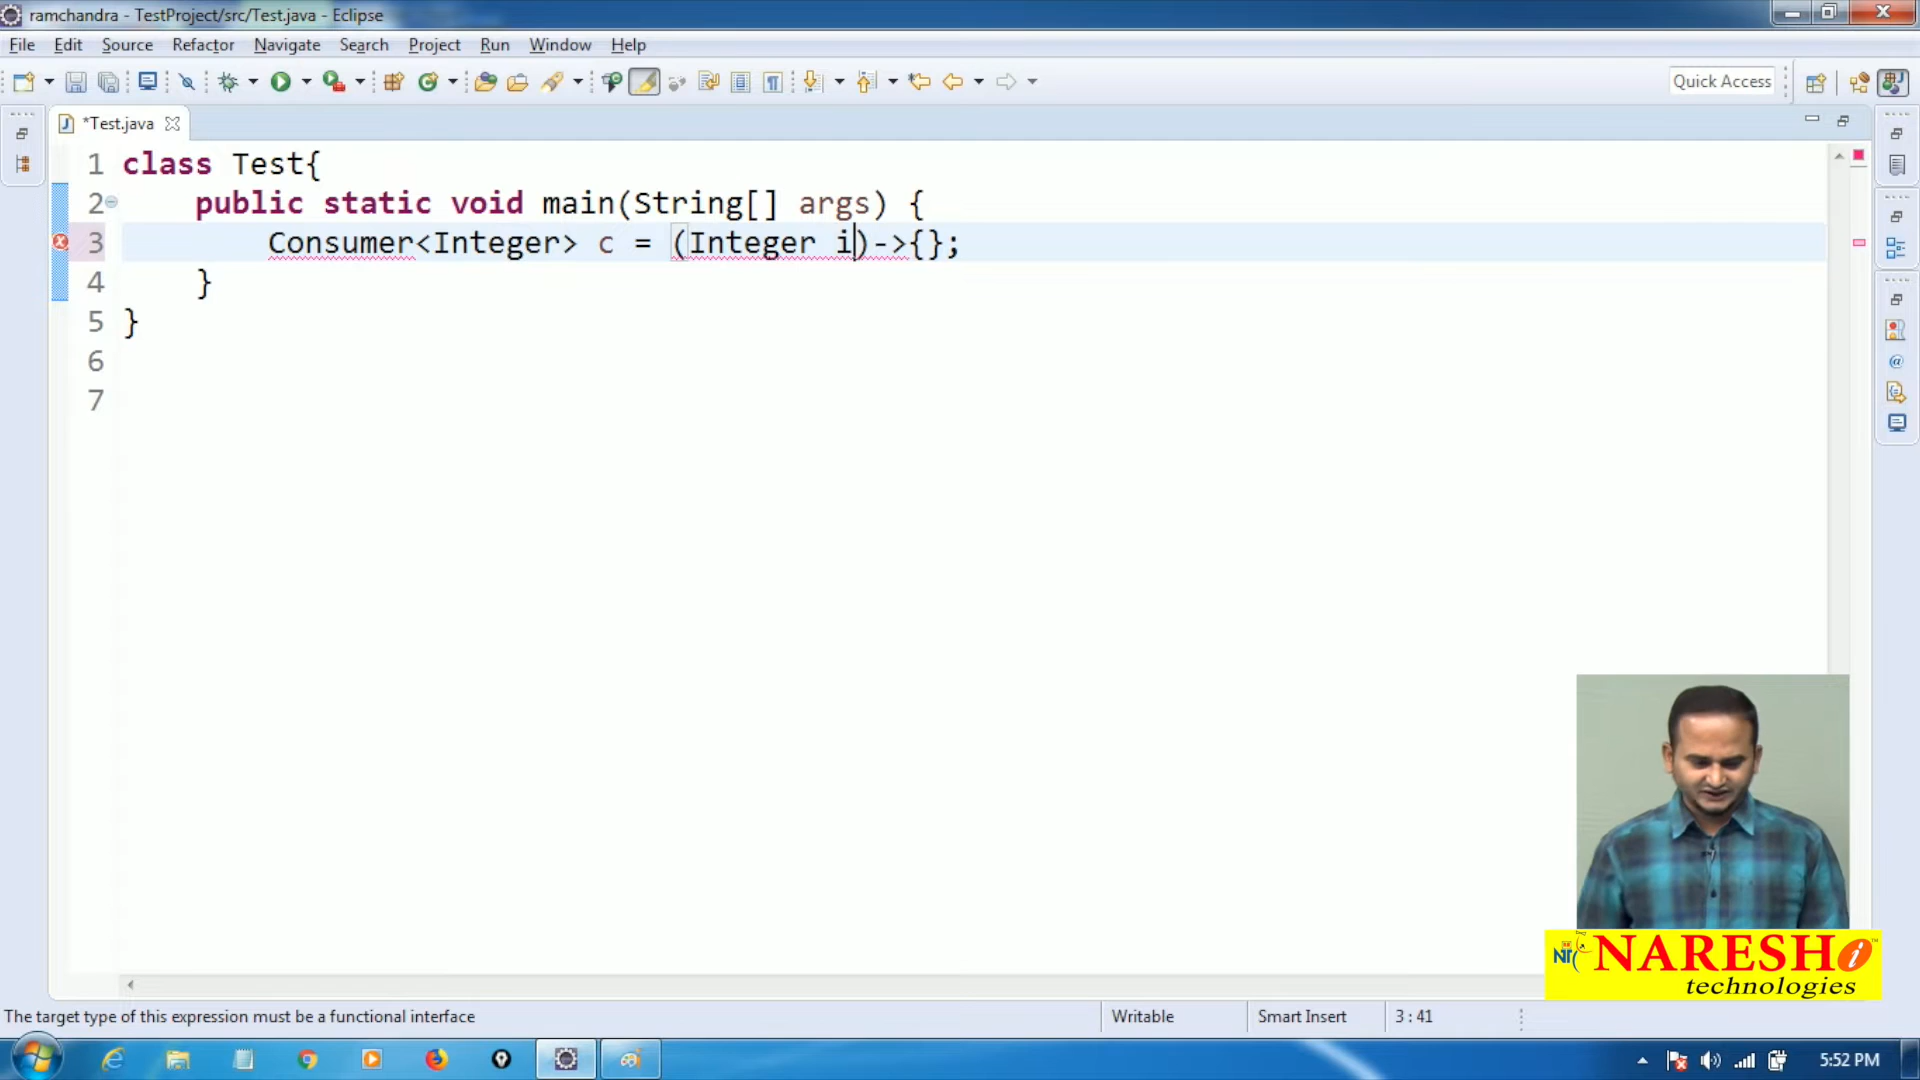 ramchandra - TestProject/src/Test.java - Eclipse
File Edit Source Refactor Navigate Search Project Run Window Help
Quick Access
*Test.java
1 class Test{
2 public static void main(String[] args) {
3 Consumer<Integer> c = (Integer i)->{};
4 }
5 }
6
7
NARESH i
technologies
The target type of this expression must be a functional interface
Writable
Smart Insert
3 : 41
5:52 PM